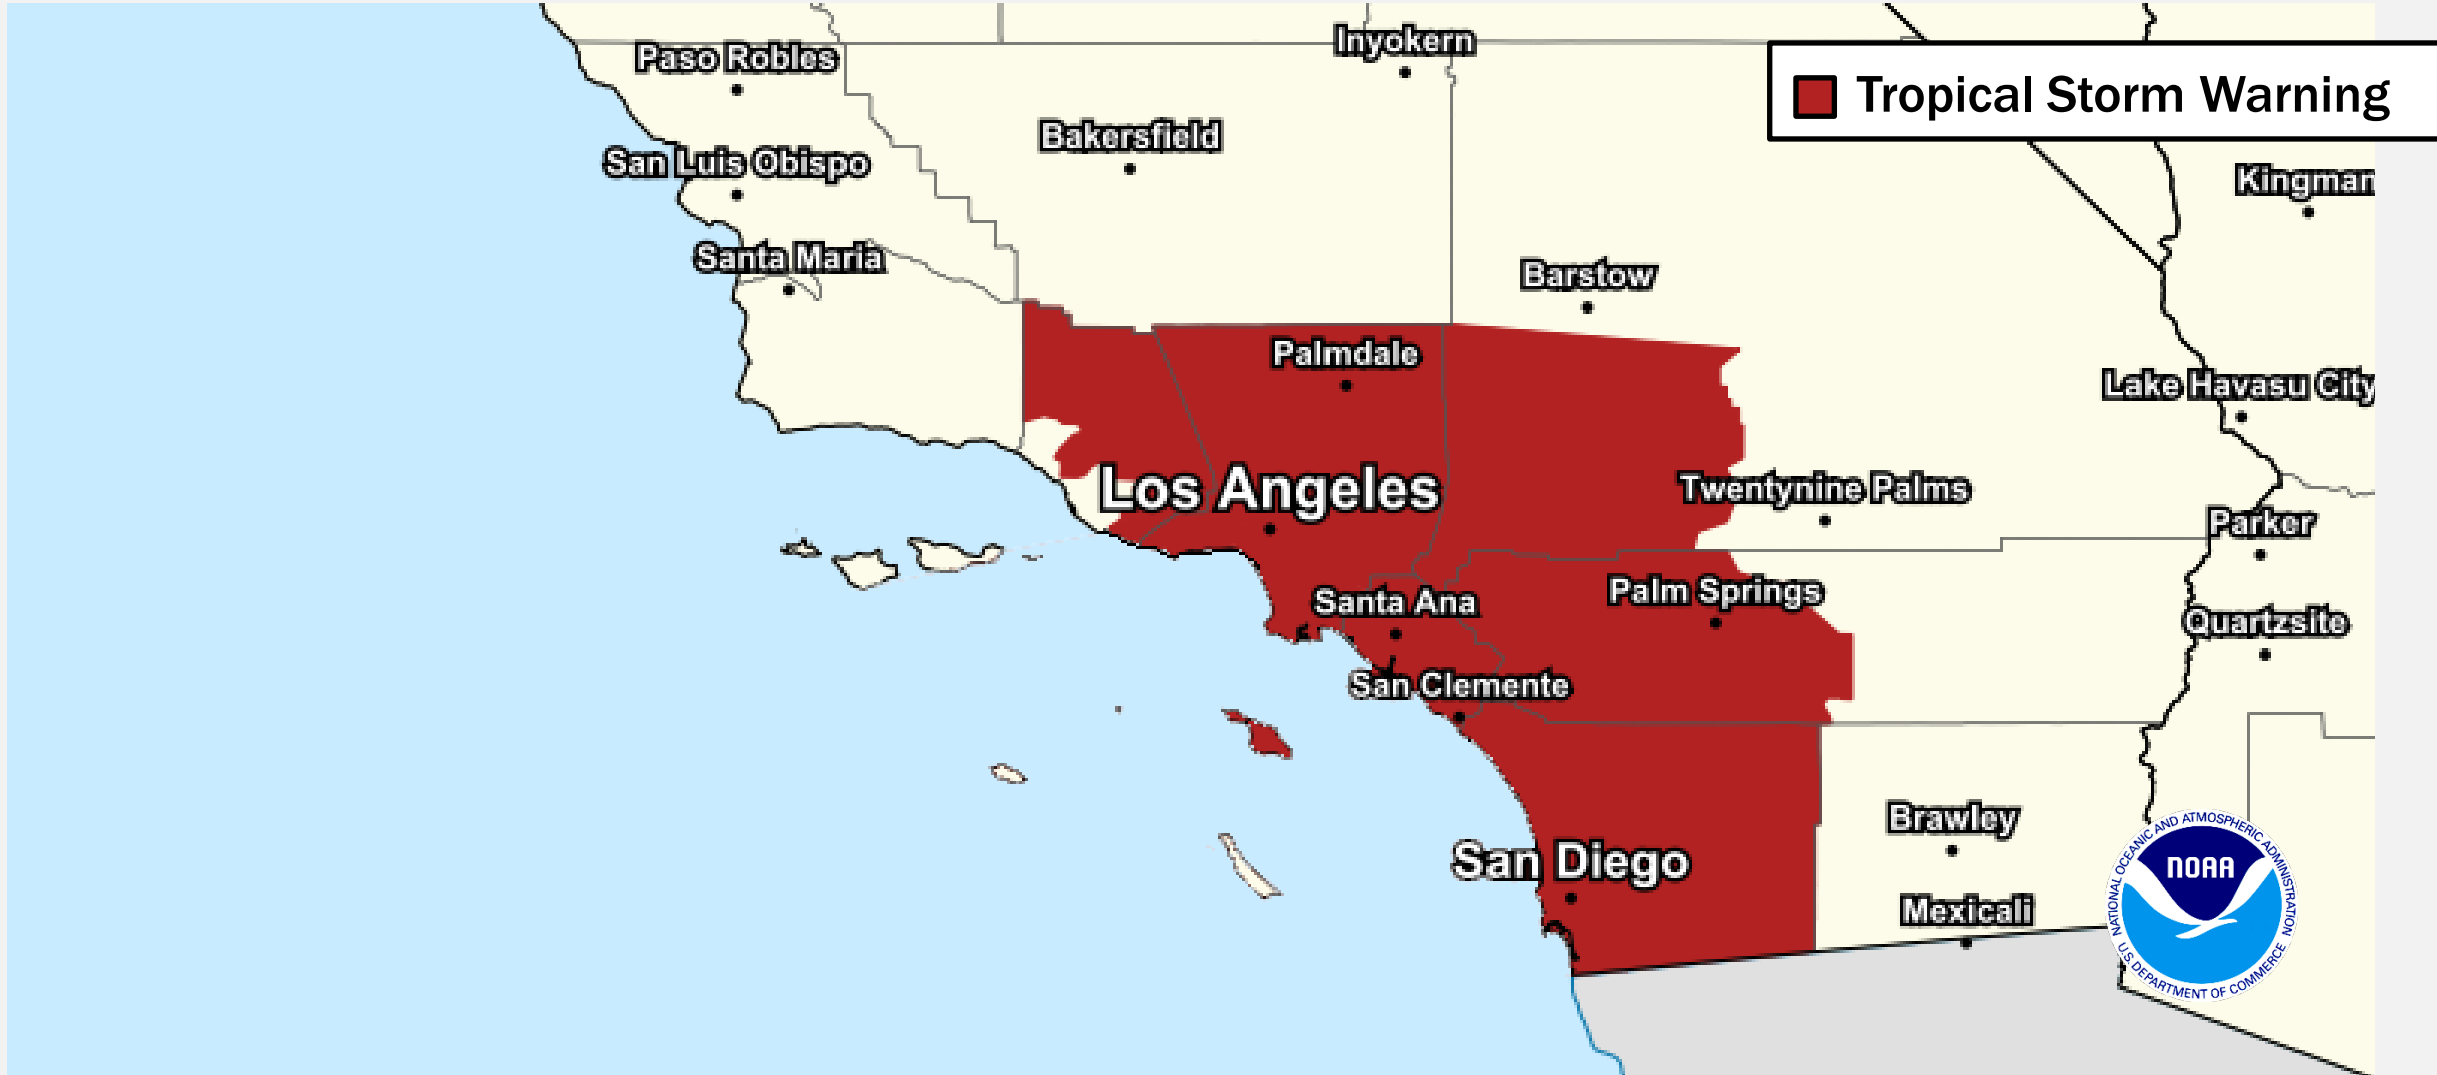 Inyokern
Paso Robles
Tropical Storm Warning
Bakersfield
San Luis Obispo
Kingman
Santa Maria
Barstow
Palmdale
Lake Havasu City
Los Angeles
Twentynine Palms
Parker
Palm Springs
Santa Ana
Quartzsite
San Clemente
Brawley
San Diego
Mexicali
NATIONAL OCEANIC AND ATMOSPHERIC ADMINISTRATION
NOAA
U.S. DEPARTMENT OF COMMERCE